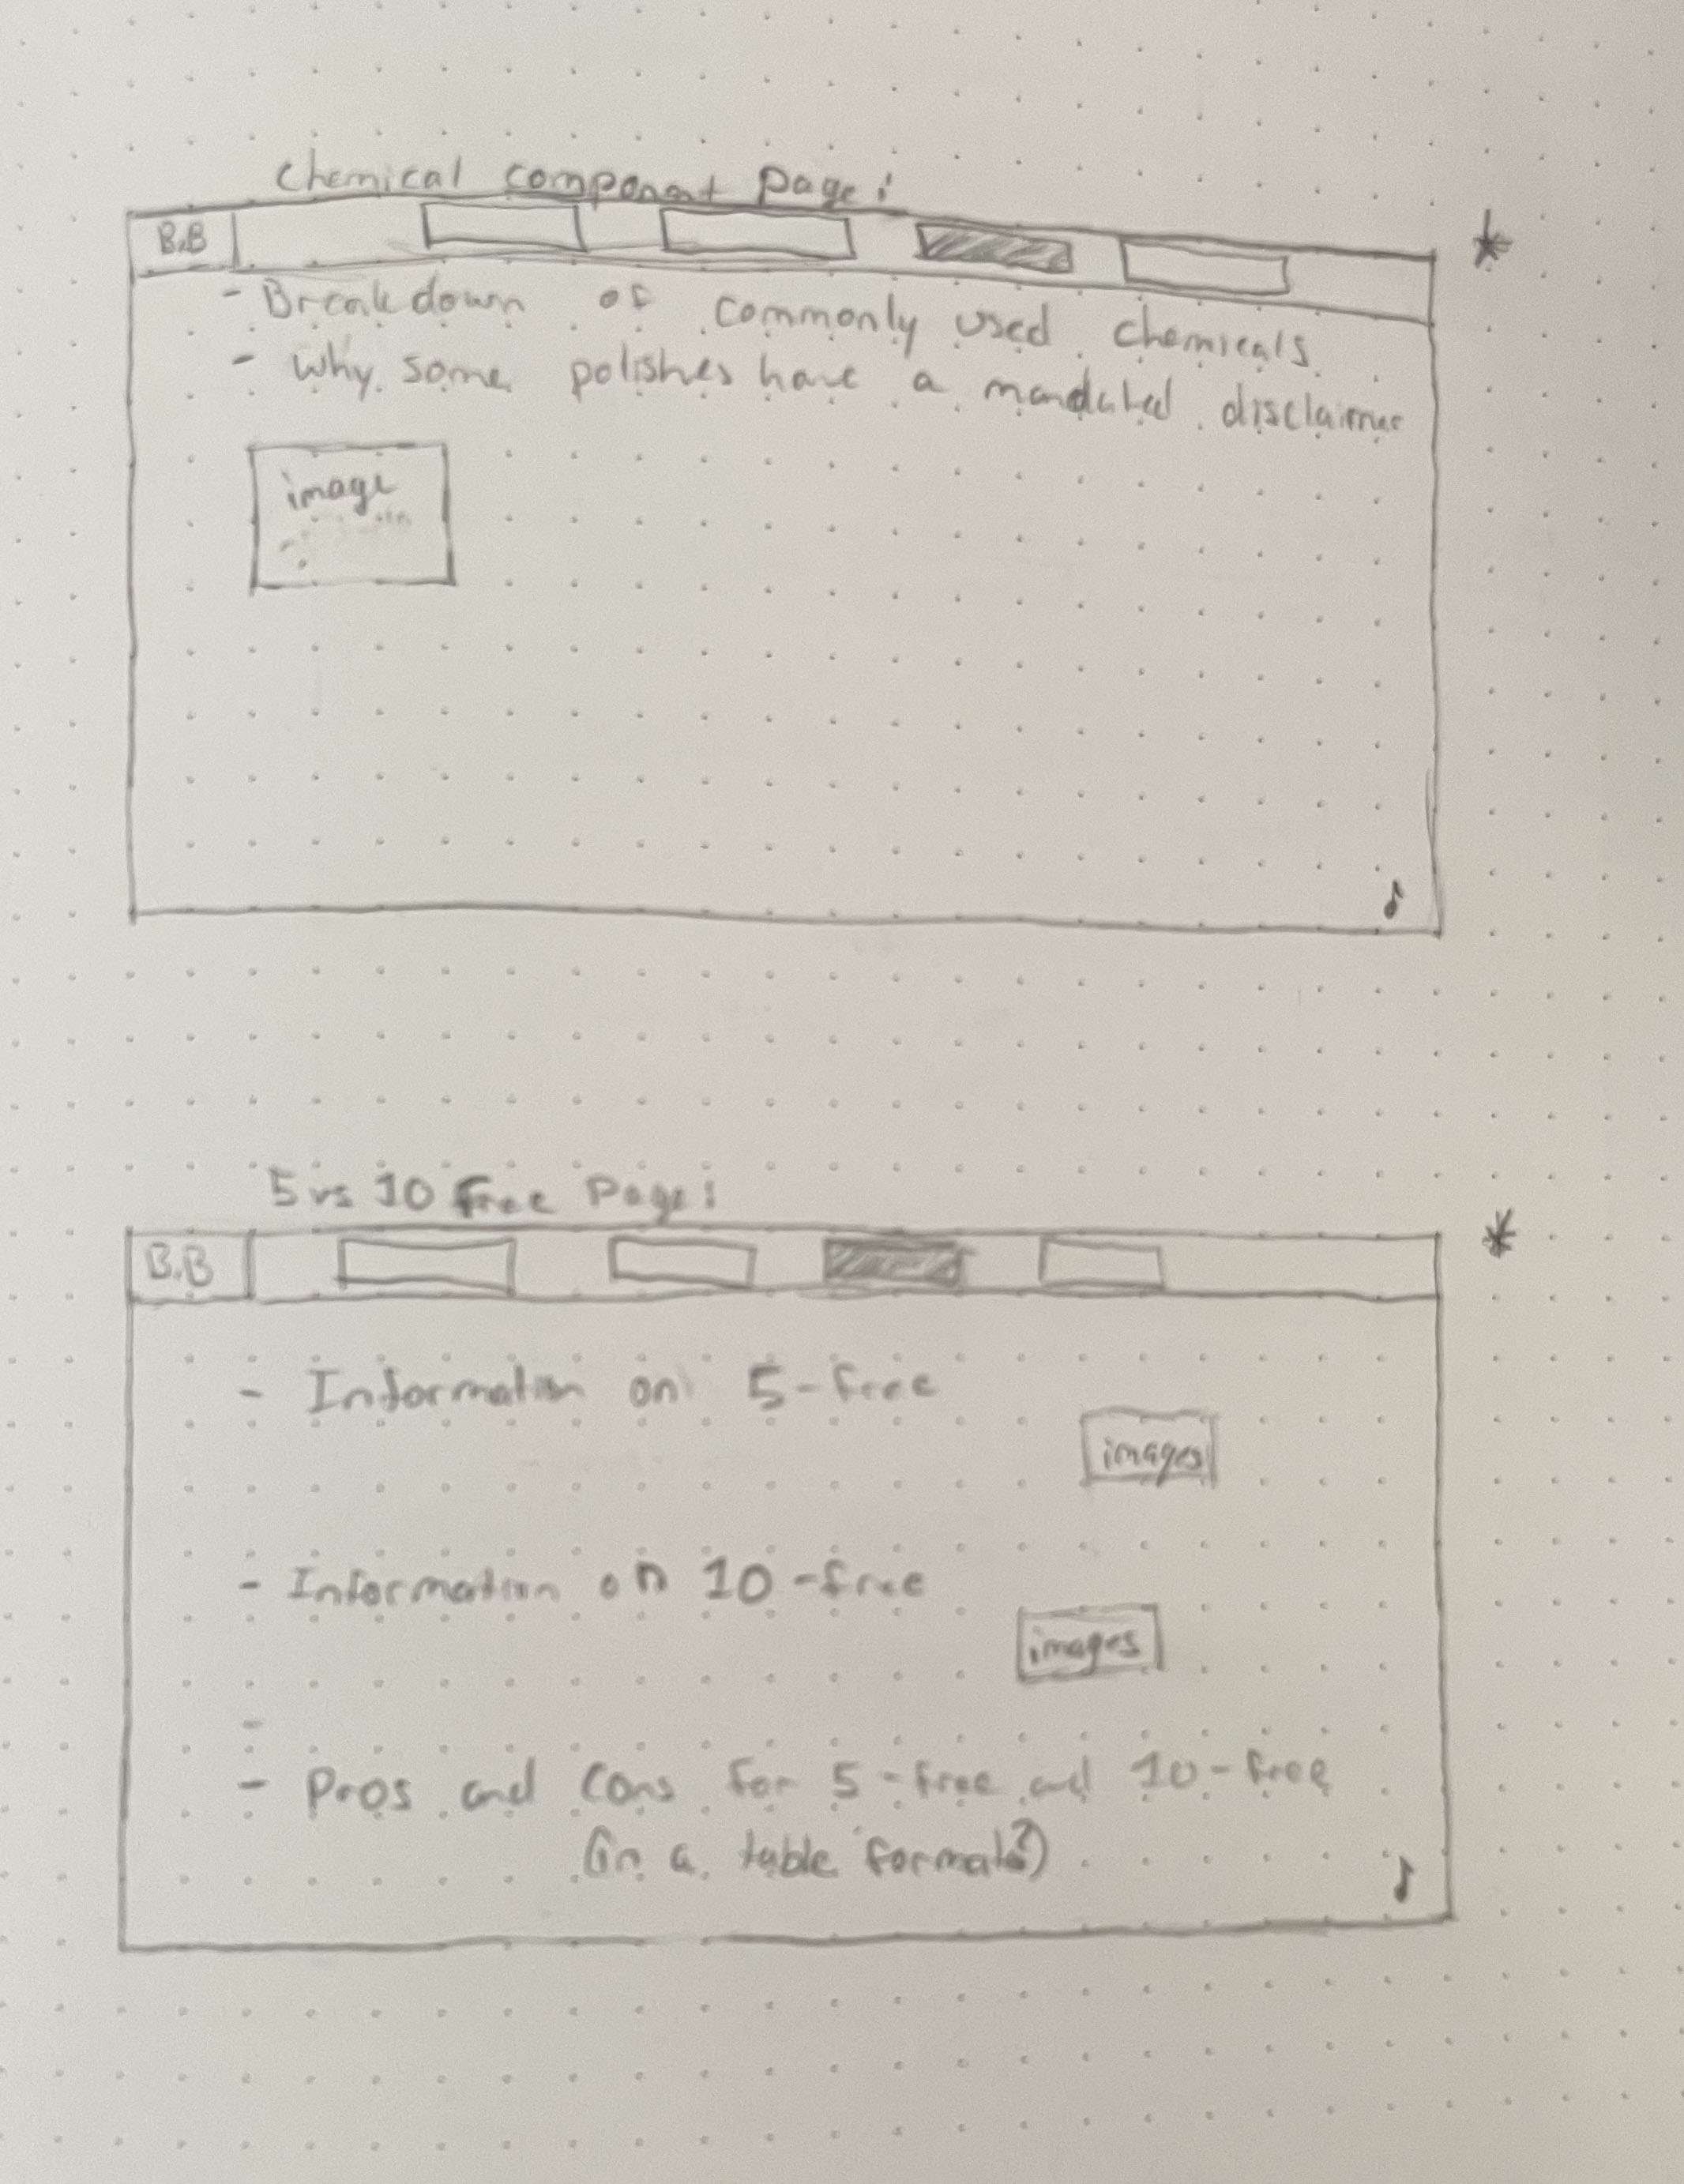 Chemical component Page:
B.B
- Breakdown of commonly used chemicals
- Why some polishes have a mandated disclaimer
image
5 vs 10 free Page:
B.B
- Information on 5-free
images
- Information on 10-free
images
-
- Pros and Cons for 5-free and 10-free
(in a table format?)